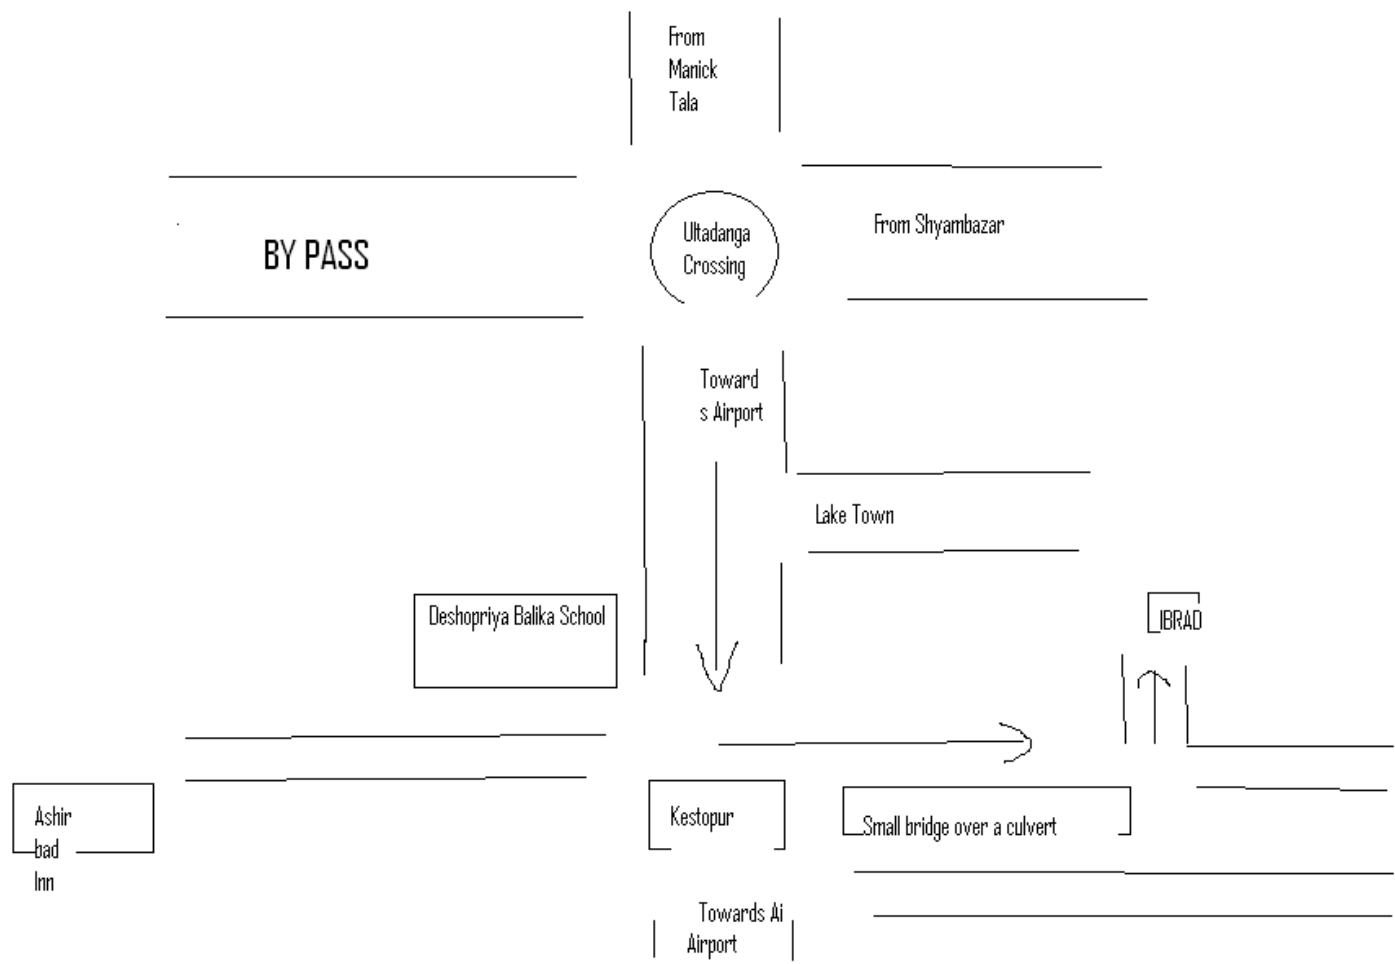 From
Manick
Tala
From Shyambazar
Ultadanga
Crossing
BY PASS
Toward
s Airport
Lake Town
Deshopriya Balika School
IBRAD
Ashir
bad
Inn
Kestopur
Small bridge over a culvert
Towards Ai
Airport